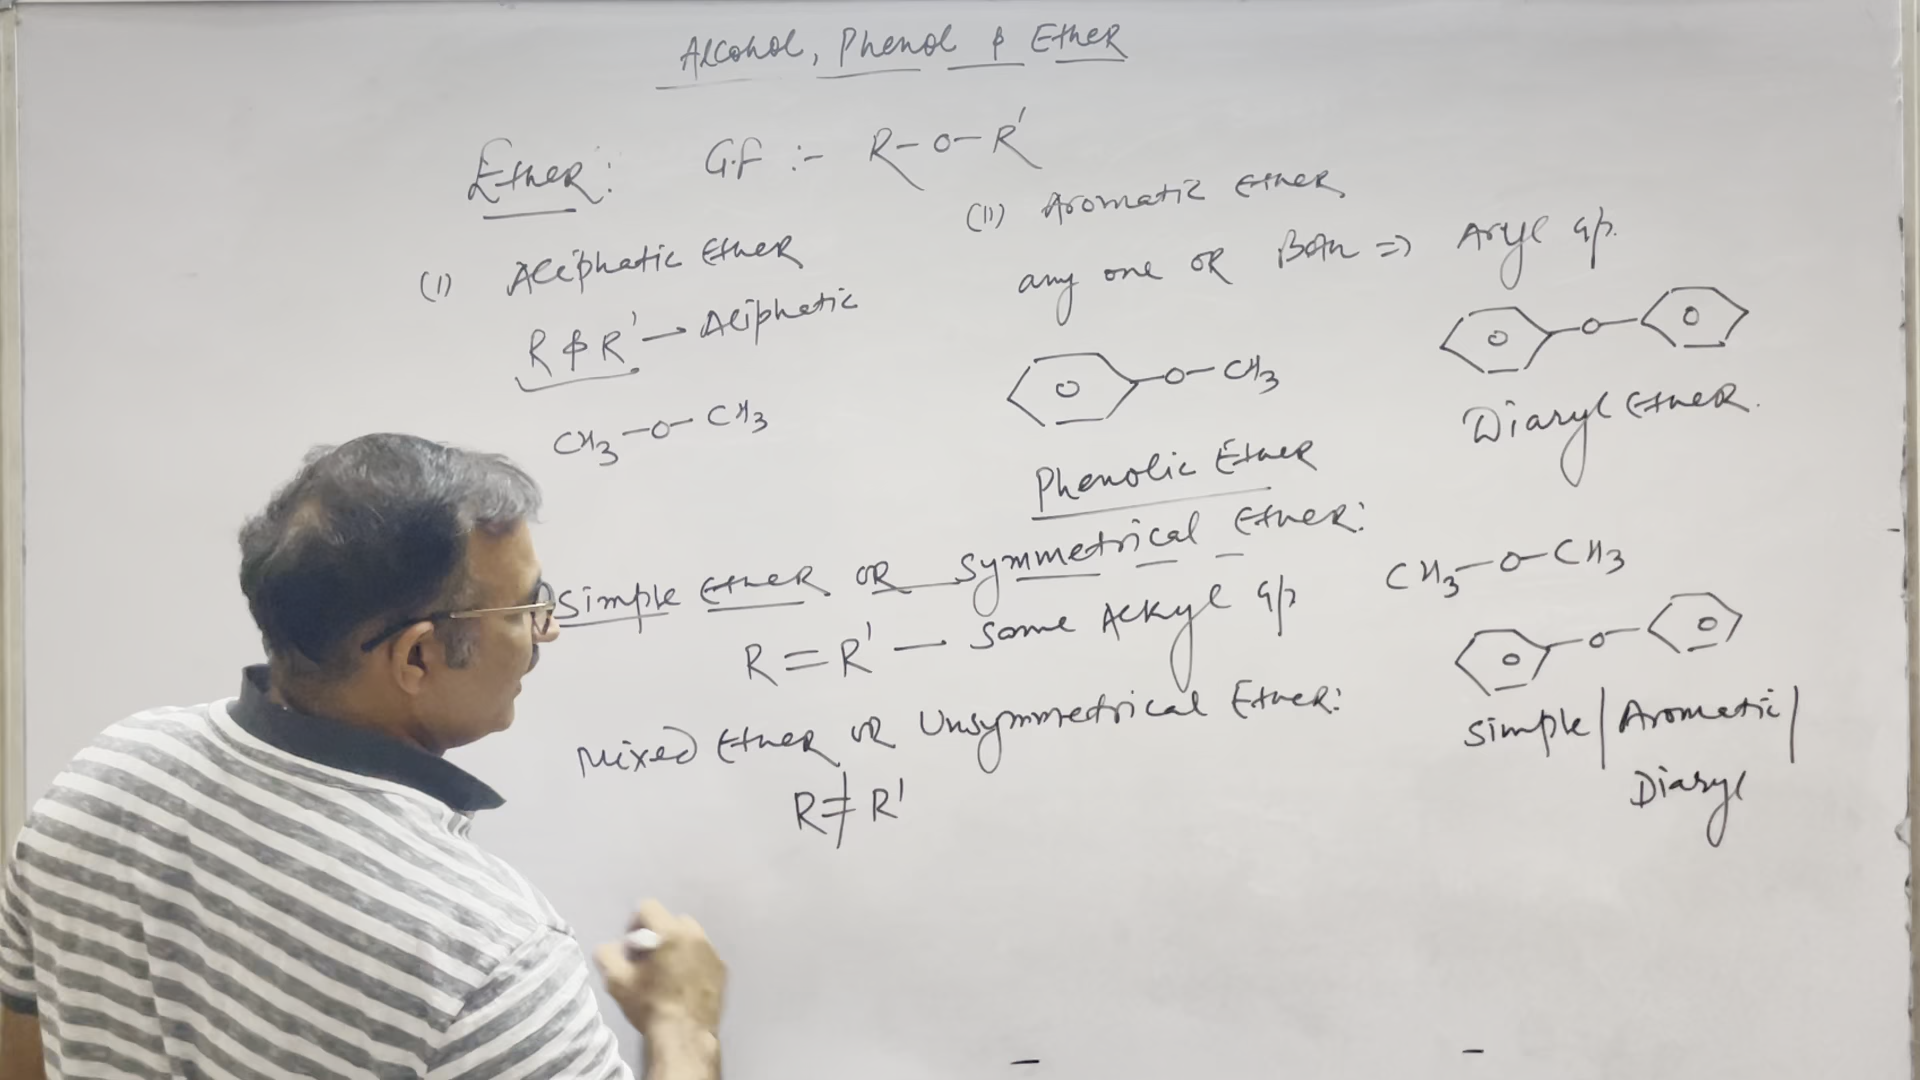 Alcohol, Phenol & Ether
Ether: G.F :- R-O-R'
(I) Aliphatic Ether
R & R' - Aliphatic
CH3-O-CH3
(II) Aromatic Ether
any one OR Both => Aryl gp.
O-CH3
Phenolic Ether
O
Diaryl Ether.
Simple Ether OR Symmetrical Ether:
R = R' - Same Alkyl gp
CH3-O-CH3
O
Simple | Aromatic |
Diaryl
Mixed Ether OR Unsymmetrical Ether:
R ≠ R'